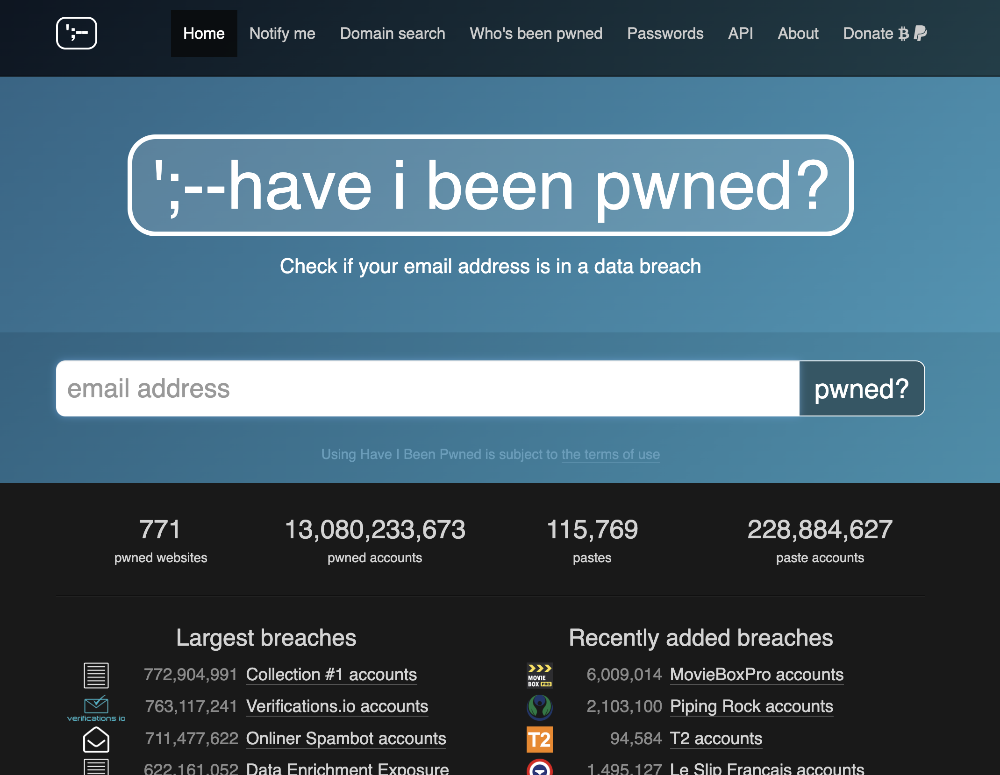 ';--
Home Notify me Domain search Who's been pwned Passwords API About Donate
';--have i been pwned?
Check if your email address is in a data breach
email address pwned?
Using Have I Been Pwned is subject to the terms of use
771 13,080,233,673 115,769 228,884,627
pwned websites pwned accounts pastes paste accounts
Largest breaches
772,904,991 Collection #1 accounts
verifications io 763,117,241 Verifications.io accounts
711,477,622 Onliner Spambot accounts
622,161,052 Data Enrichment Exposure
Recently added breaches
MOVIE BOX PRO 6,009,014 MovieBoxPro accounts
2,103,100 Piping Rock accounts
T2 94,584 T2 accounts
1,495,127 Le Slip Français accounts